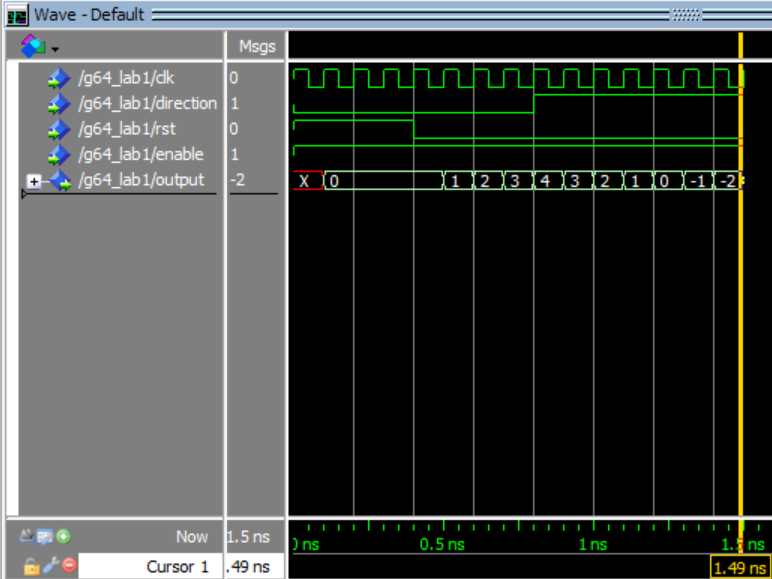 Wave - Default
Msgs
/g64_lab1/clk 0
/g64_lab1/direction 1
/g64_lab1/rst 0
/g64_lab1/enable 1
/g64_lab1/output -2 X 0 1 2 3 4 3 2 1 0 -1 -2
Now 1.5 ns ) ns 0.5 ns 1 ns 1.5 ns
Cursor 1 .49 ns 1.49 ns